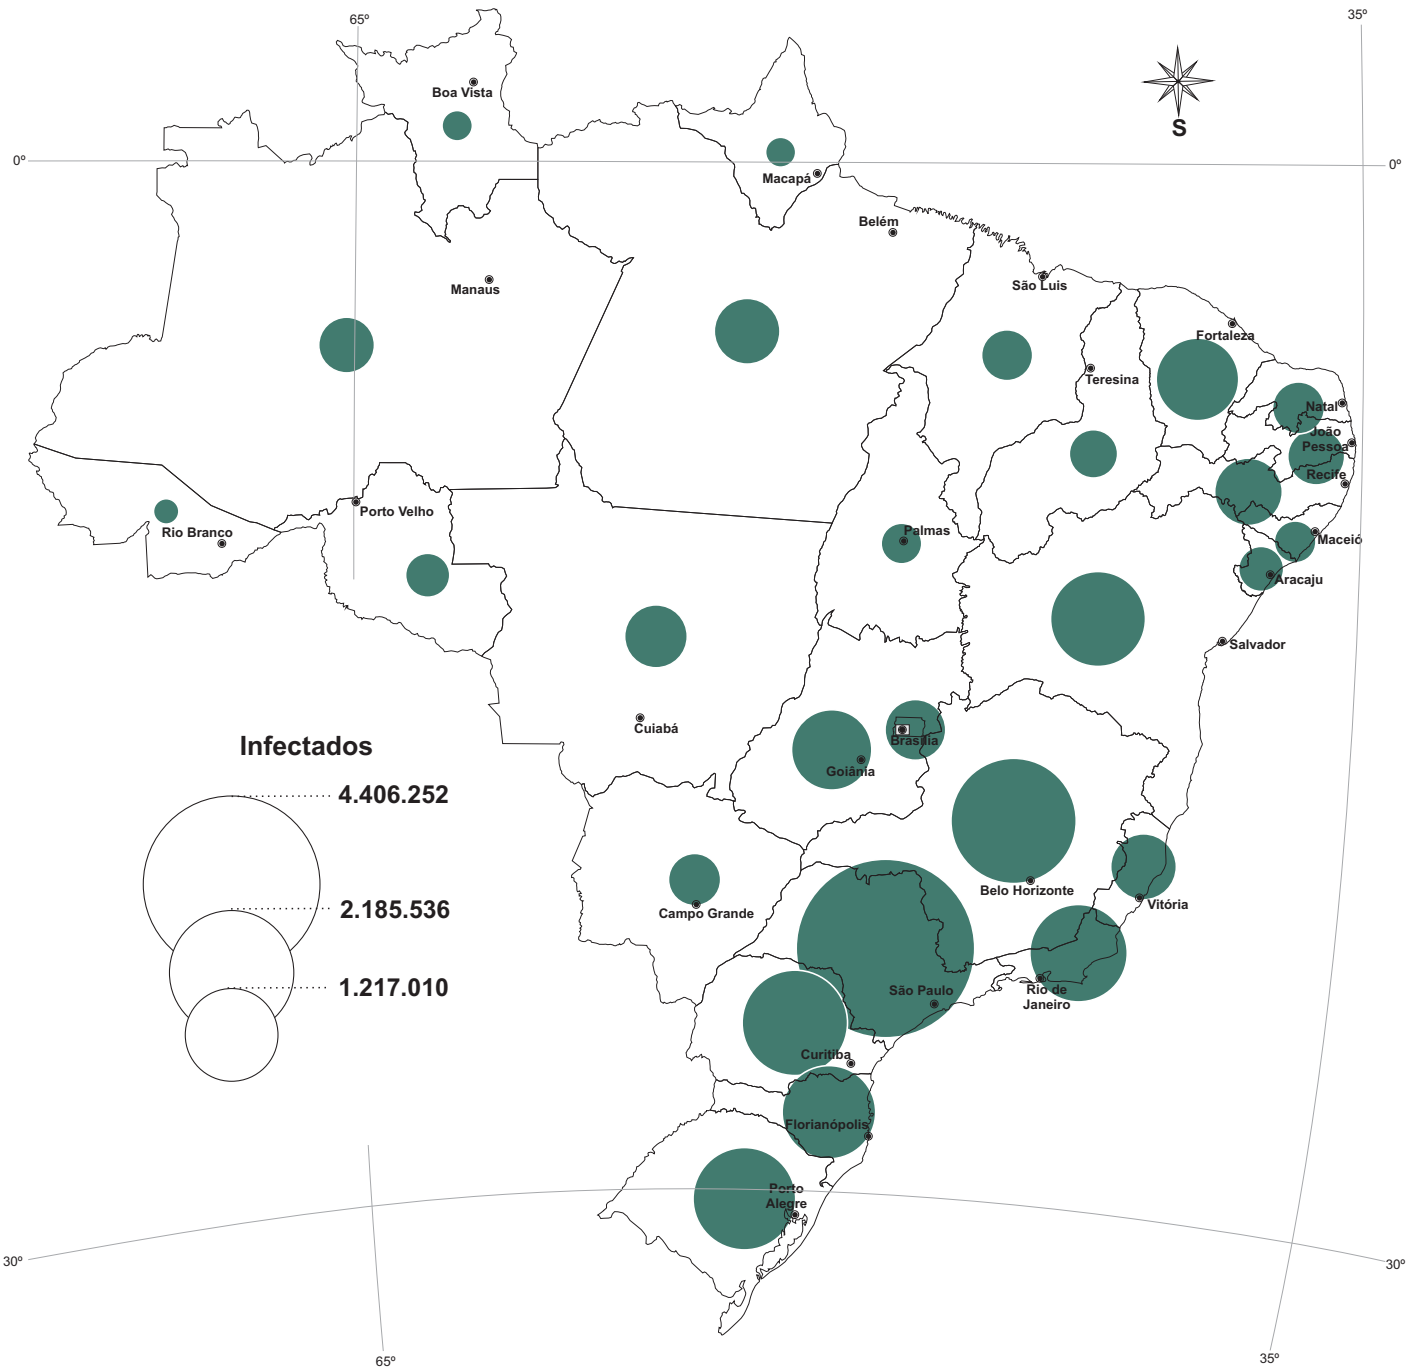 65º
35º
Boa Vista
S
0º
0º
Macapá
Belém
Manaus
São Luis
Fortaleza
Teresina
Natal
João
Pessoa
Recife
Porto Velho
Rio Branco
Palmas
Maceió
Aracaju
Salvador
Cuiabá
Brasília
Goiânia
Infectados
4.406.252
2.185.536
1.217.010
Belo Horizonte
Campo Grande
Vitória
São Paulo
Rio de
Janeiro
Curitiba
Florianópolis
Porto
Alegre
30º
30º
65º
35º